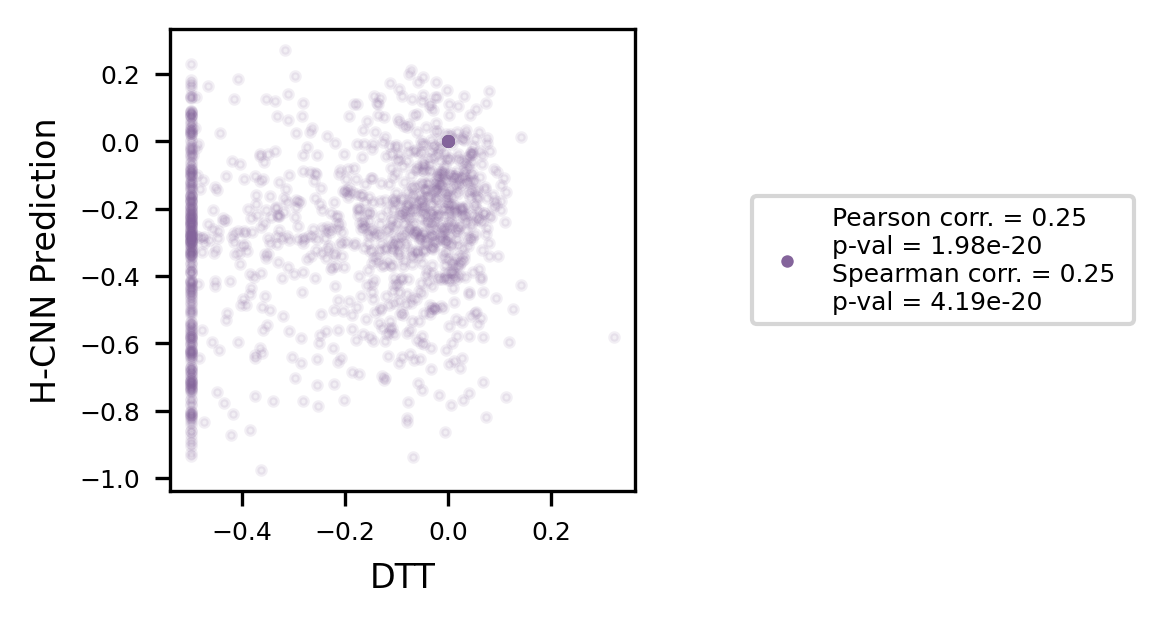 H-CNN Prediction
0.2
0.0
−0.2
−0.4
−0.6
−0.8
−1.0
−0.4
−0.2
0.0
0.2
DTT
Pearson corr. = 0.25
p-val = 1.98e-20
Spearman corr. = 0.25
p-val = 4.19e-20